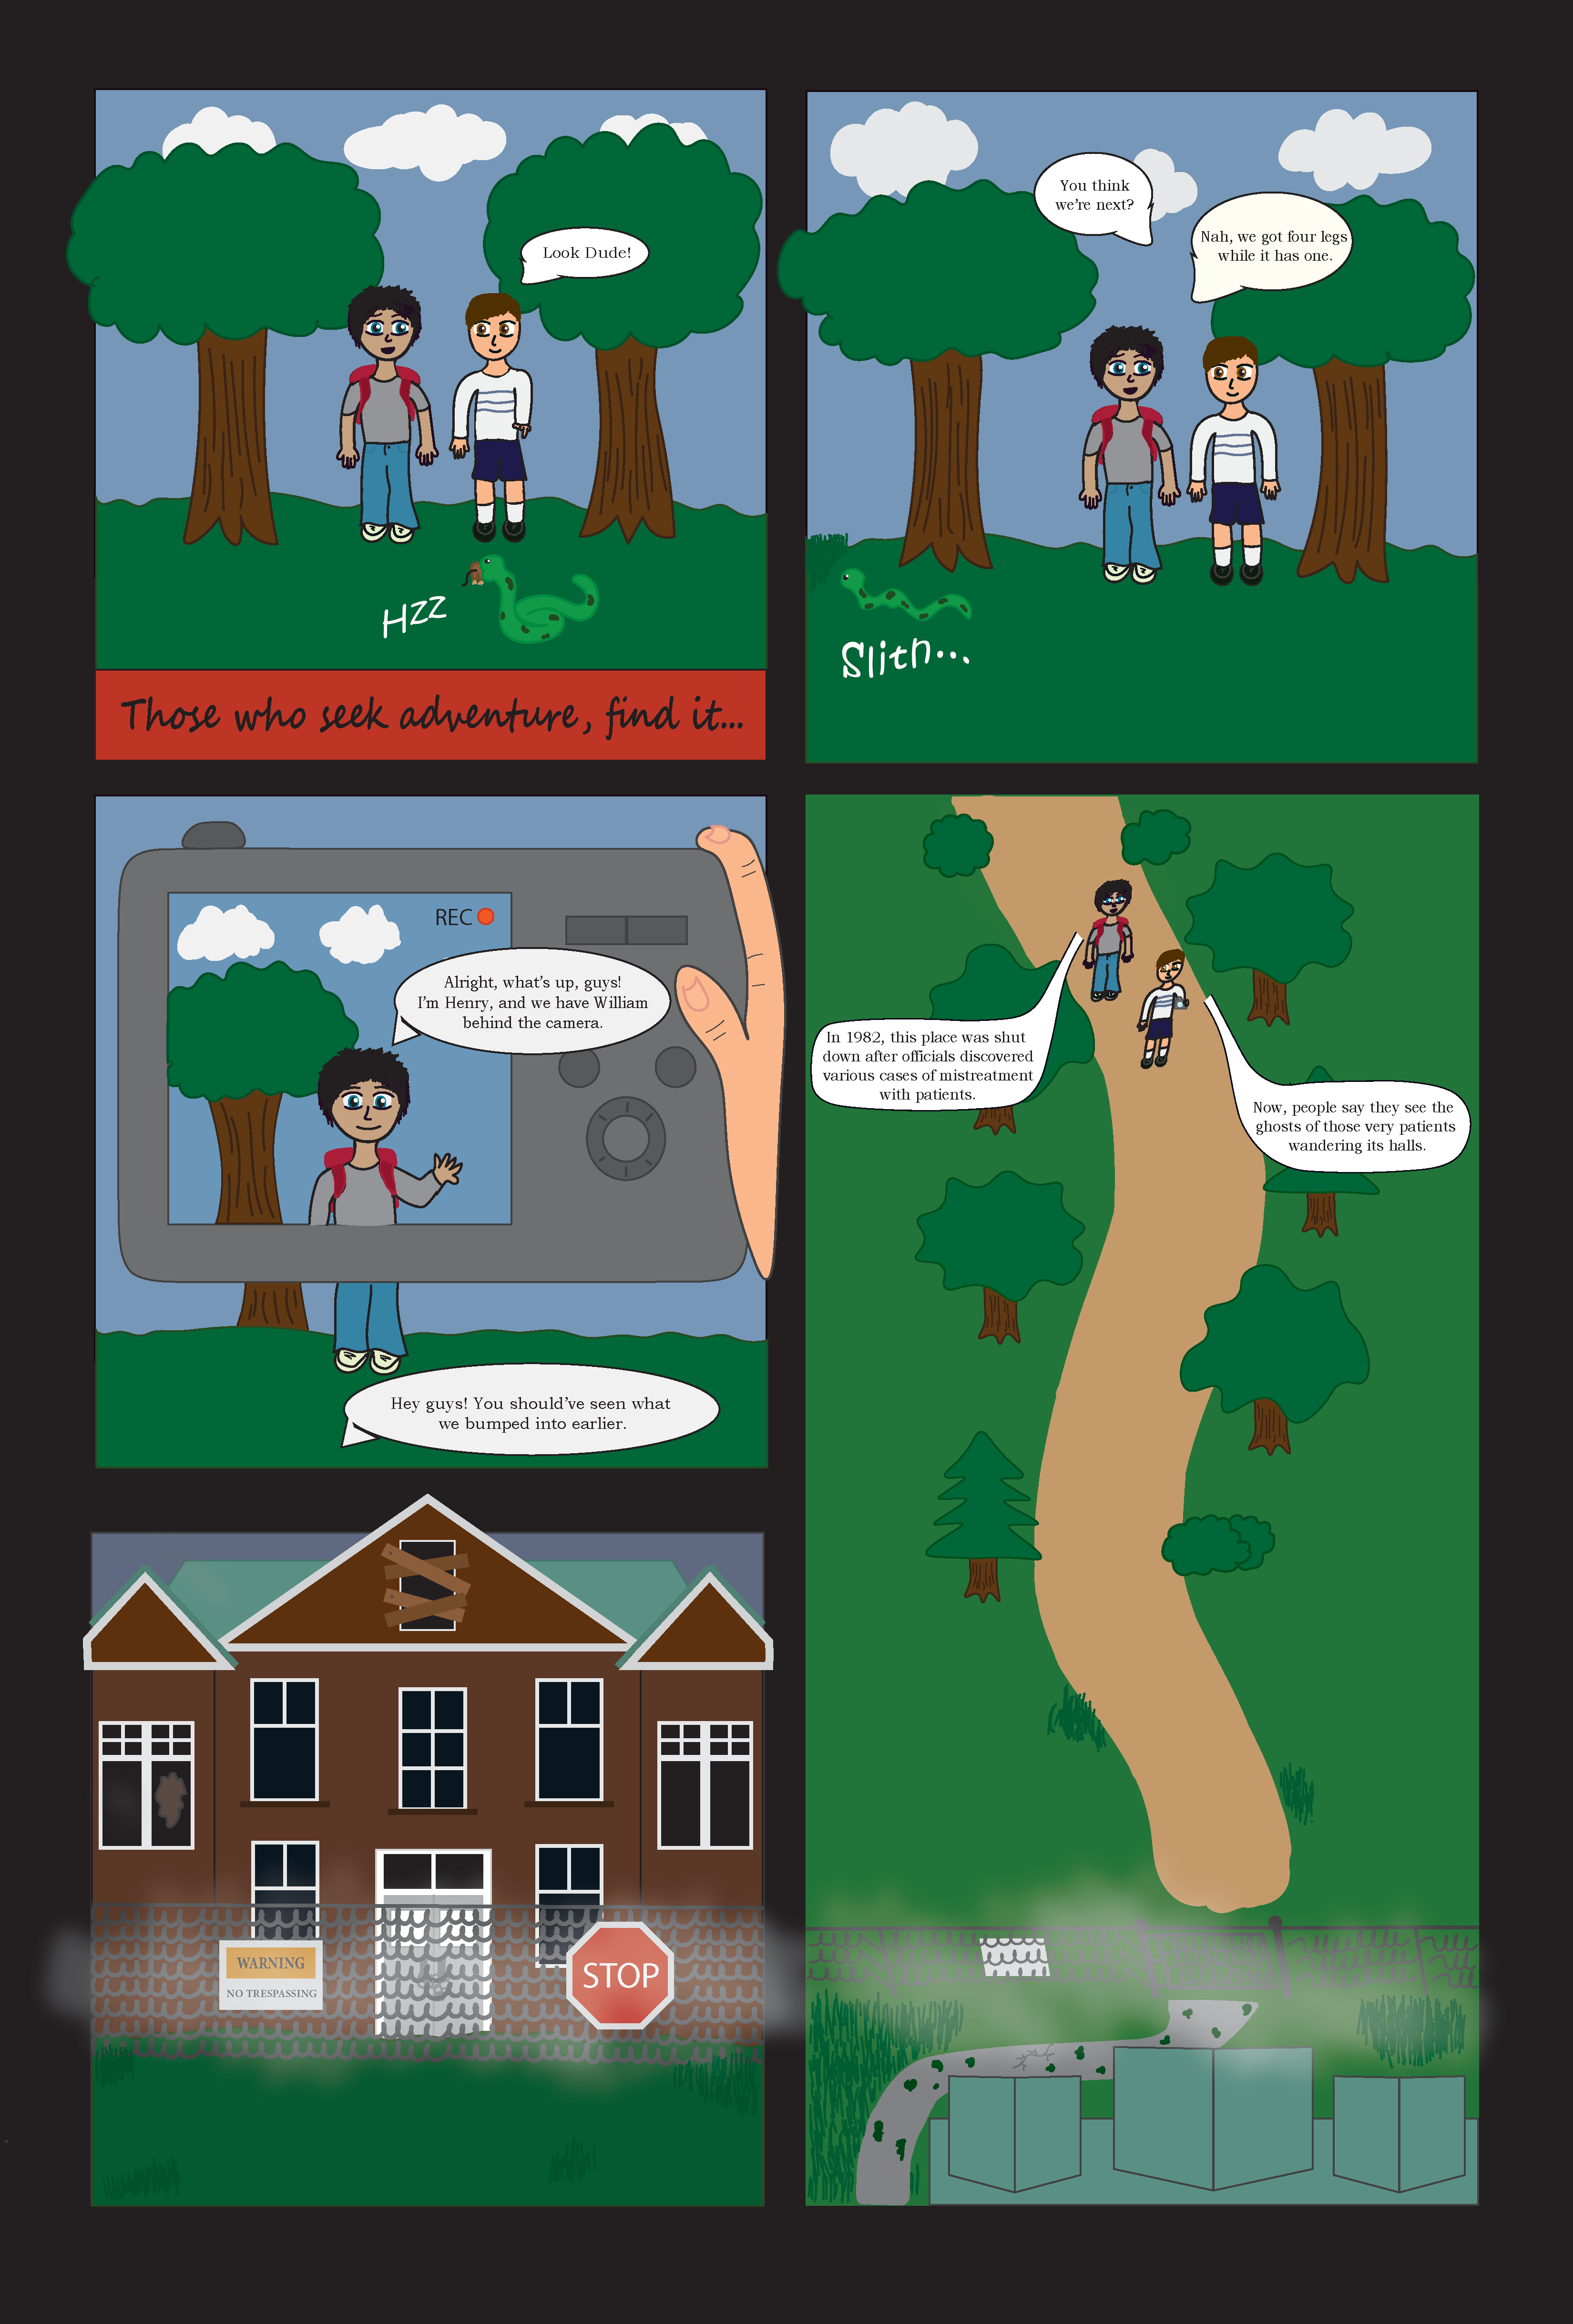 Look Dude!
HZZ
Those who seek adventure, find it...
You think
we're next?
Nah, we got four legs
while it has one.
Slith...
REC
Alright, what's up, guys!
I'm Henry, and we have William
behind the camera.
Hey guys! You should've seen what
we bumped into earlier.
In 1982, this place was shut
down after officials discovered
various cases of mistreatment
with patients.
Now, people say they see the
ghosts of those very patients
wandering its halls.
WARNING
NO TRESPASSING
STOP